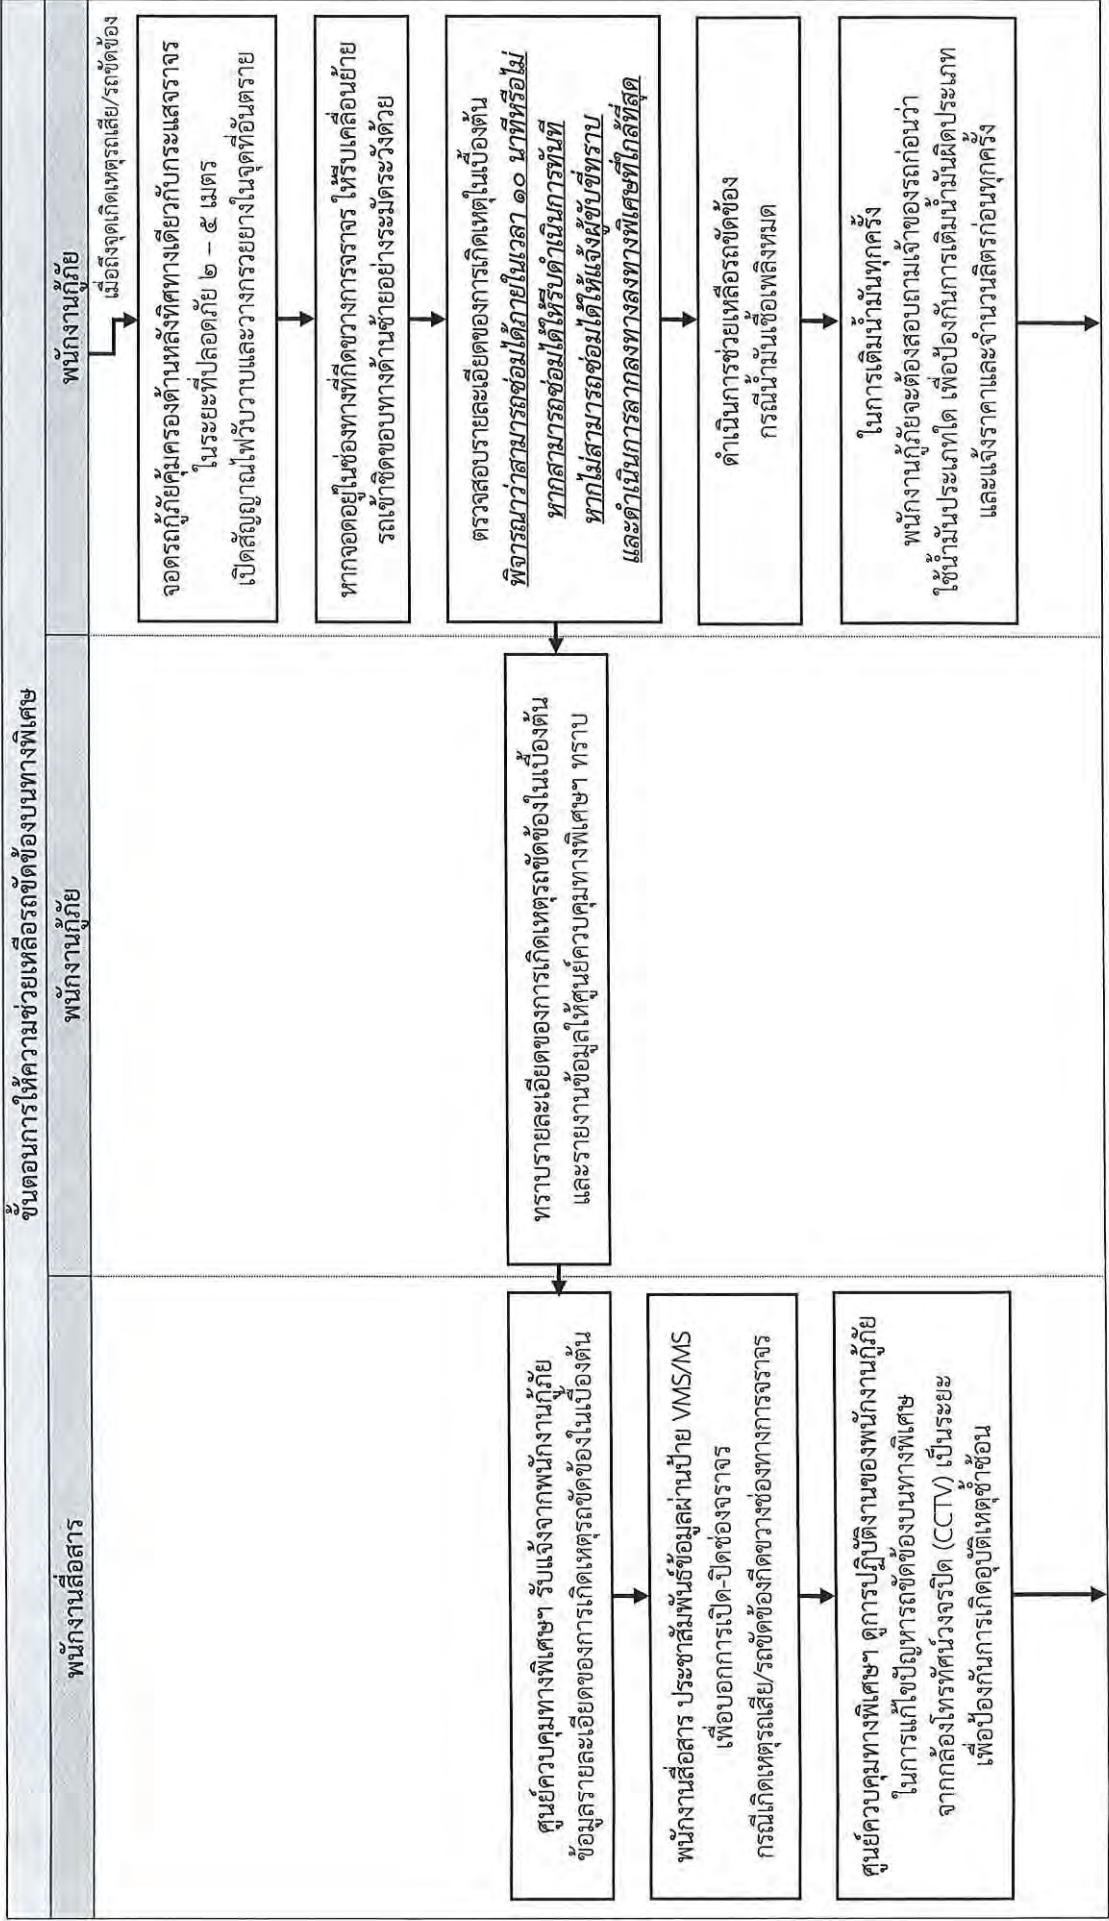 ขั้นตอนการให้ความช่วยเหลือรถขัดข้องบนทางพิเศษ
พนักงานสื่อสาร
พนักงานกู้ภัย
พนักงานกู้ภัย
เมื่อถึงจุดเกิดเหตุรถเสีย/รถขัดข้อง
จอดรถกู้ภัยคุ้มครองด้านหลังทิศทางเดียวกับกระแสจราจร
ในระยะที่ปลอดภัย ๒ – ๕ เมตร
เปิดสัญญาณไฟวับวาบและวางกรวยยางในจุดที่อันตราย
หากจอดอยู่ในช่องทางที่กีดขวางการจราจร ให้รีบเคลื่อนย้าย
รถเข้าชิดขอบทางด้านซ้ายอย่างระมัดระวังด้วย
ตรวจสอบรายละเอียดของการเกิดเหตุในเบื้องต้น
พิจารณาว่าสามารถซ่อมได้ภายในเวลา ๑๐ นาทีหรือไม่
หากสามารถซ่อมได้ให้รีบดำเนินการทันที
หากไม่สามารถซ่อมได้ให้แจ้งผู้ขับขี่ทราบ
และดำเนินการลากลงทางลงทางพิเศษที่ใกล้ที่สุด
ดำเนินการช่วยเหลือรถขัดข้อง
กรณีน้ำมันเชื้อเพลิงหมด
ในการเติมน้ำมันทุกครั้ง
พนักงานกู้ภัยจะต้องสอบถามเจ้าของรถก่อนว่า
ใช้น้ำมันประเภทใด เพื่อป้องกันการเติมน้ำมันผิดประเภท
และแจ้งราคาและจำนวนลิตรก่อนทุกครั้ง
ทราบรายละเอียดของการเกิดเหตุรถขัดข้องในเบื้องต้น
และรายงานข้อมูลให้ศูนย์ควบคุมทางพิเศษฯ ทราบ
ศูนย์ควบคุมทางพิเศษฯ รับแจ้งจากพนักงานกู้ภัย
ข้อมูลรายละเอียดของการเกิดเหตุรถขัดข้องในเบื้องต้น
พนักงานสื่อสาร ประชาสัมพันธ์ข้อมูลผ่านป้าย VMS/MS
เพื่อบอกการเปิด-ปิดช่องจราจร
กรณีเกิดเหตุรถเสีย/รถขัดข้องกีดขวางช่องทางการจราจร
ศูนย์ควบคุมทางพิเศษฯ ดูการปฏิบัติงานของพนักงานกู้ภัย
ในการแก้ไขปัญหารถขัดข้องบนทางพิเศษ
จากกล้องโทรทัศน์วงจรปิด (CCTV) เป็นระยะ
เพื่อป้องกันการเกิดอุบัติเหตุซ้ำซ้อน